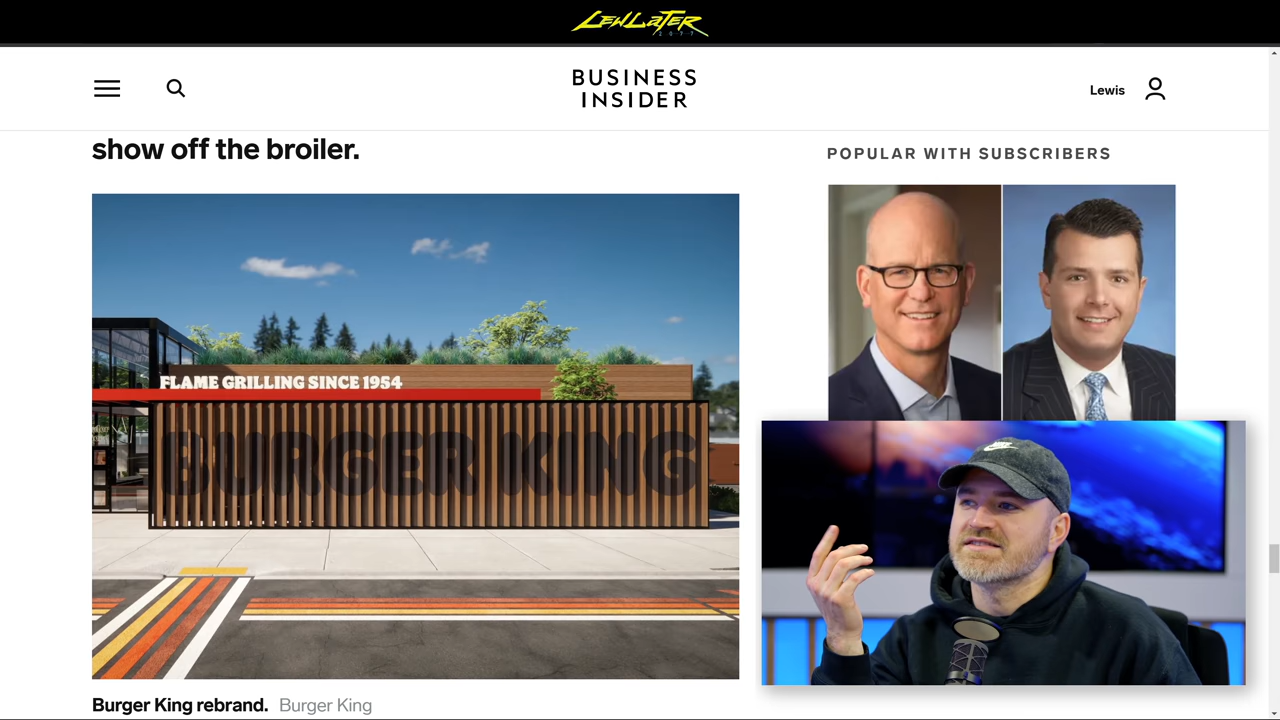 LEWLATER
2077
BUSINESS
INSIDER
Lewis
show off the broiler.
POPULAR WITH SUBSCRIBERS
FLAME GRILLING SINCE 1954
BURGER KING
Burger King rebrand. Burger King